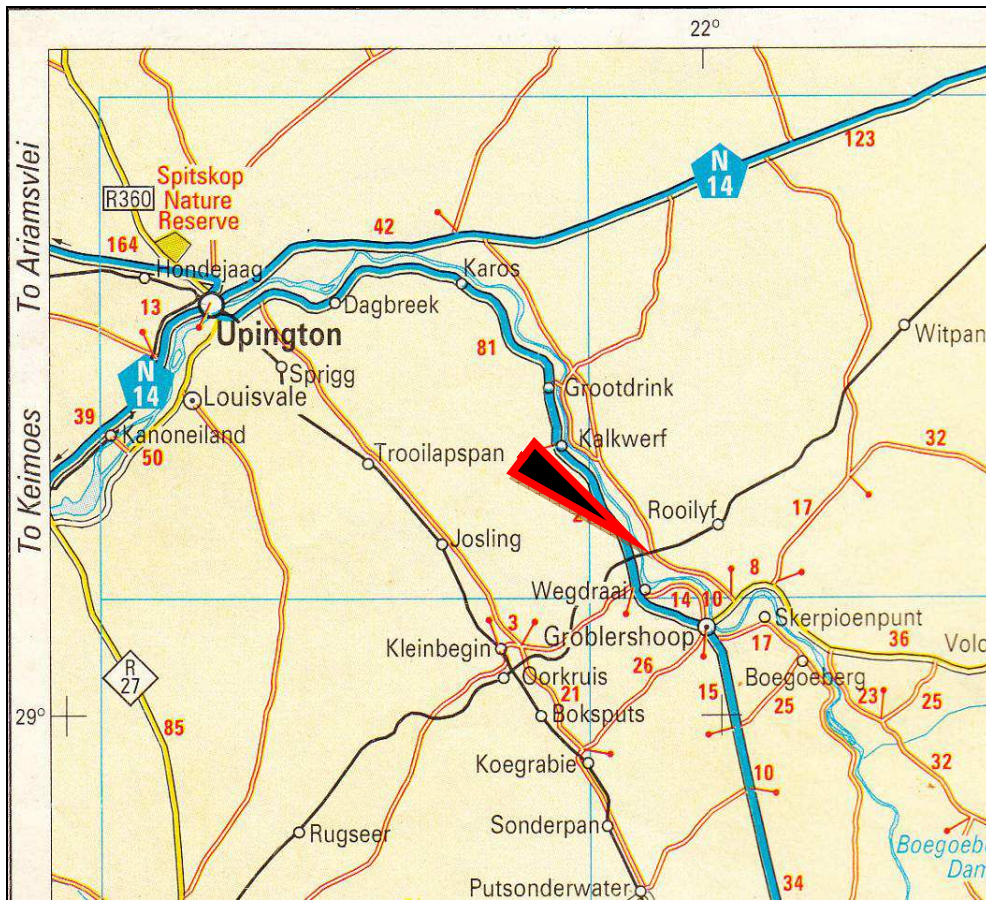 22°
To Ariamsvlei
To Keimoes
123
N
14
R360
Spitskop
Nature
Reserve
42
164
Hondejaag
Karos
13
Dagbreek
Upington
81
Witpan
Sprigg
N
14
Grootdrink
Louisvale
39
Kanoneiland
Kalkwerf
32
50
Trooilapspan
17
Rooilyf
2
Josling
8
Wegdraai
14
10
3
Groblershoop
Skerpioenpunt
17
36
Kleinbegin
26
R
27
Oorkruis
Boegoeberg
15
21
25
23
25
29°
85
Boksputs
Koegrabie
10
32
Rugseer
Sonderpan
Dam
Putsonderwater
34